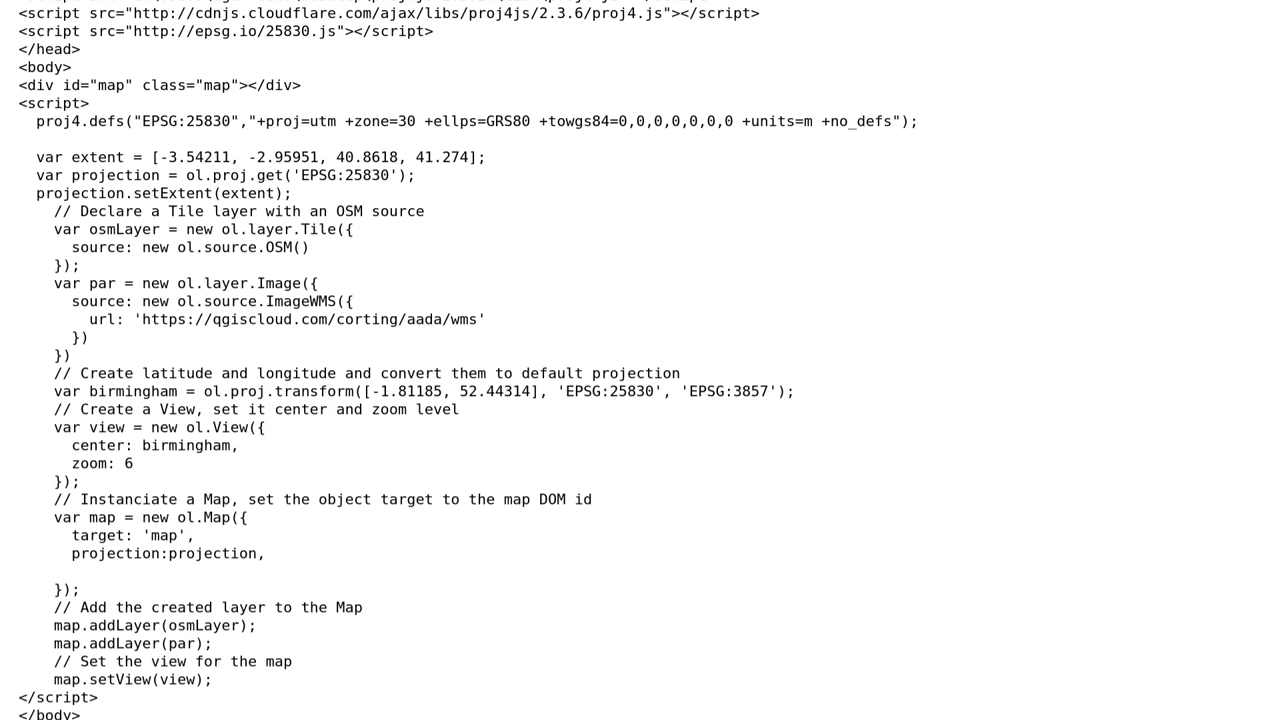 <script src="http://cdnjs.cloudflare.com/ajax/libs/proj4js/2.3.6/proj4.js"></script>
<script src="http://epsg.io/25830.js"></script>
</head>
<body>
<div id="map" class="map"></div>
<script>
  proj4.defs("EPSG:25830","+proj=utm +zone=30 +ellps=GRS80 +towgs84=0,0,0,0,0,0,0 +units=m +no_defs");

  var extent = [-3.54211, -2.95951, 40.8618, 41.274];
  var projection = ol.proj.get('EPSG:25830');
  projection.setExtent(extent);
    // Declare a Tile layer with an OSM source
    var osmLayer = new ol.layer.Tile({
      source: new ol.source.OSM()
    });
    var par = new ol.layer.Image({
      source: new ol.source.ImageWMS({
        url: 'https://qgiscloud.com/corting/aada/wms'
      })
    })
    // Create latitude and longitude and convert them to default projection
    var birmingham = ol.proj.transform([-1.81185, 52.44314], 'EPSG:25830', 'EPSG:3857');
    // Create a View, set it center and zoom level
    var view = new ol.View({
      center: birmingham,
      zoom: 6
    });
    // Instanciate a Map, set the object target to the map DOM id
    var map = new ol.Map({
      target: 'map',
      projection:projection,

    });
    // Add the created layer to the Map
    map.addLayer(osmLayer);
    map.addLayer(par);
    // Set the view for the map
    map.setView(view);
</script>
</body>